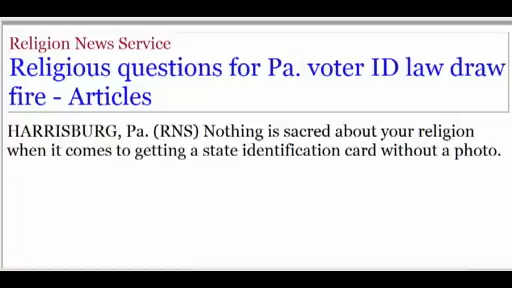 Religion News Service
Religious questions for Pa. voter ID law draw
fire - Articles
HARRISBURG, Pa. (RNS) Nothing is sacred about your religion
when it comes to getting a state identification card without a photo.